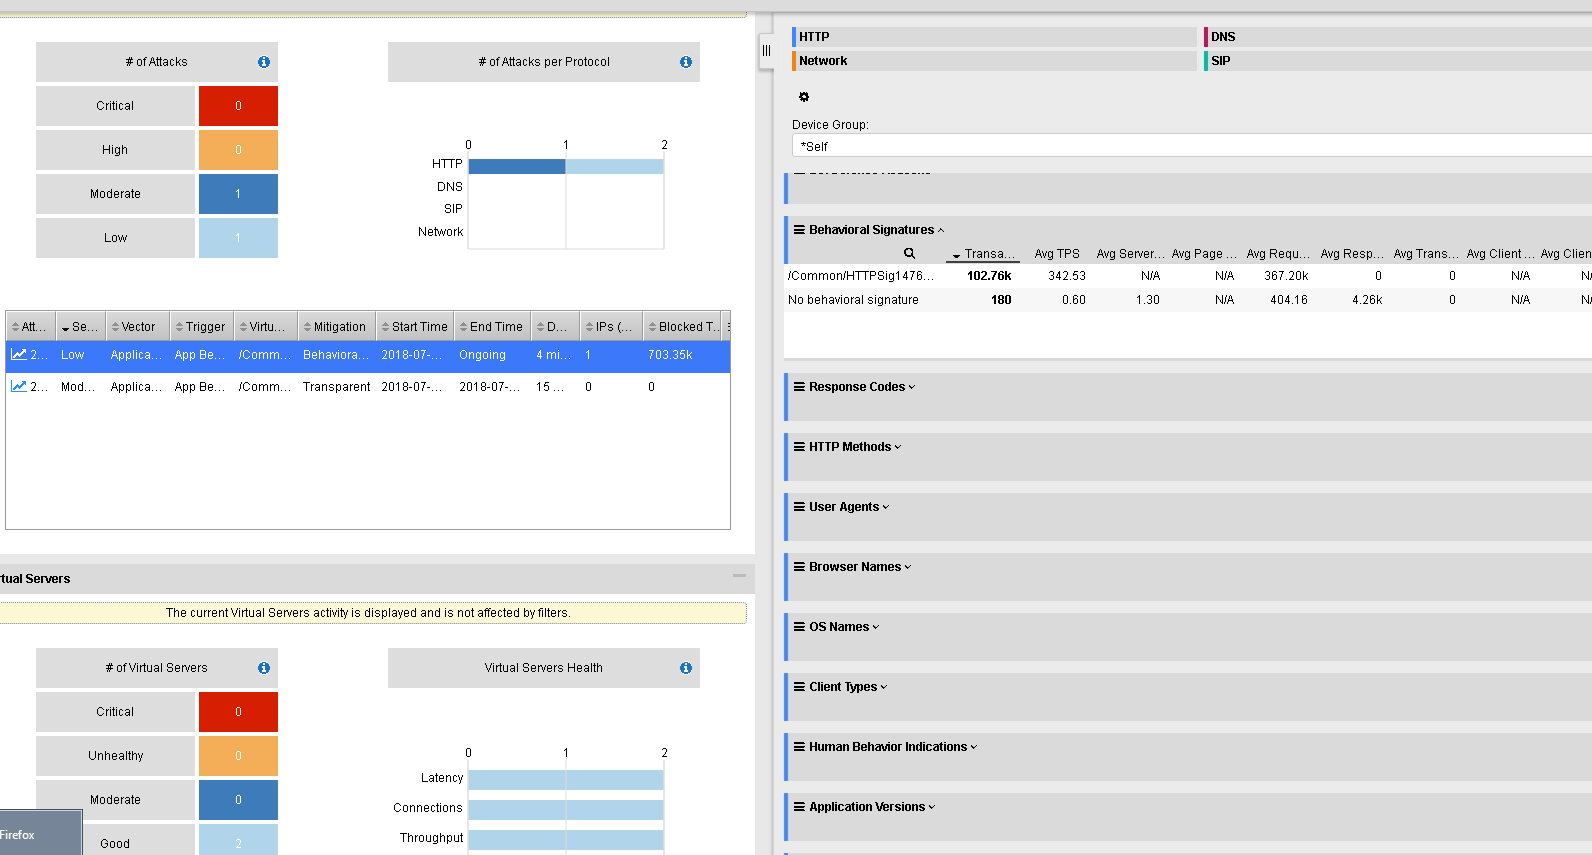 # of Attacks
Critical 0
High 0
Moderate 1
Low 1
# of Attacks per Protocol
0 1 2
HTTP
DNS
SIP
Network
Att... Se... Vector Trigger Virtu... Mitigation Start Time End Time D... IPs (... Blocked T...
2... Low Applica... App Be... /Comm... Behaviora... 2018-07-... Ongoing 4 mi... 1 703.35k
2... Mod... Applica... App Be... /Comm... Transparent 2018-07-... 2018-07-... 15 ... 0 0
rtual Servers
The current Virtual Servers activity is displayed and is not affected by filters.
# of Virtual Servers
Critical 0
Unhealthy 0
Moderate 0
Good 2
Firefox
Virtual Servers Health
0 1 2
Latency
Connections
Throughput
HTTP
DNS
Network
SIP
Device Group:
*Self
Behavioral Signatures
Transa... Avg TPS Avg Server... Avg Page ... Avg Requ... Avg Resp... Avg Trans... Avg Client ... Avg Clien
/Common/HTTPSig1476... 102.76k 342.53 N/A N/A 367.20k 0 0 N/A N/
No behavioral signature 180 0.60 1.30 N/A 404.16 4.26k 0 N/A N/
Response Codes
HTTP Methods
User Agents
Browser Names
OS Names
Client Types
Human Behavior Indications
Application Versions